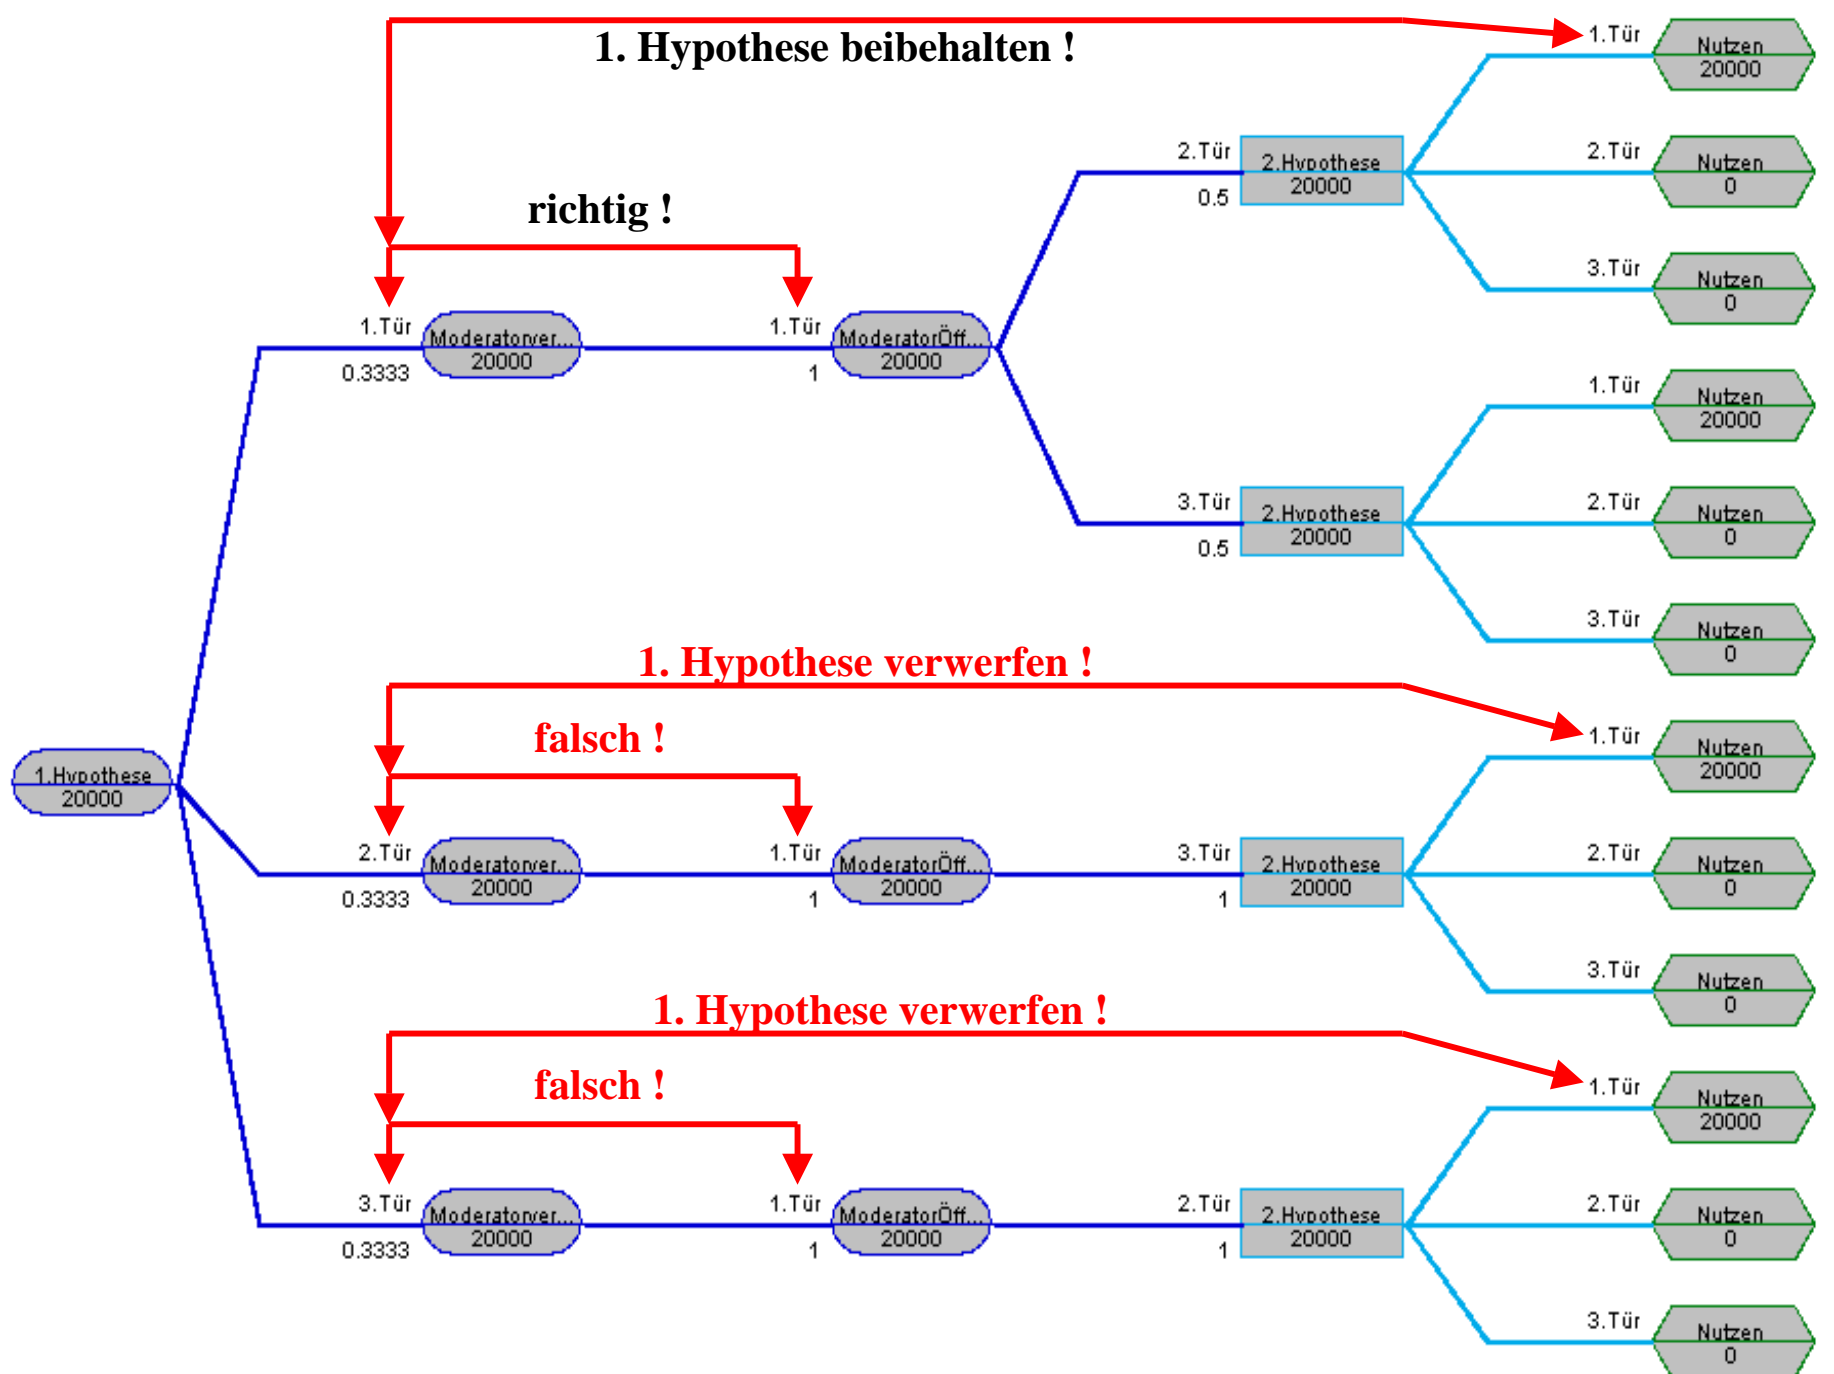 1. Hypothese beibehalten !
1.Tür
Nutzen
20000
2.Tür
0.5
2.Hypothese
20000
2.Tür
Nutzen
0
richtig !
3.Tür
Nutzen
0
1.Tür
0.3333
Moderatorver...
20000
1.Tür
1
ModeratorÖff...
20000
1.Tür
Nutzen
20000
3.Tür
0.5
2.Hypothese
20000
2.Tür
Nutzen
0
3.Tür
Nutzen
0
1. Hypothese verwerfen !
falsch !
1.Tür
Nutzen
20000
1.Hypothese
20000
2.Tür
0.3333
Moderatorver...
20000
1.Tür
1
ModeratorÖff...
20000
3.Tür
1
2.Hypothese
20000
2.Tür
Nutzen
0
3.Tür
Nutzen
0
1. Hypothese verwerfen !
falsch !
1.Tür
Nutzen
20000
3.Tür
0.3333
Moderatorver...
20000
1.Tür
1
ModeratorÖff...
20000
2.Tür
1
2.Hypothese
20000
2.Tür
Nutzen
0
3.Tür
Nutzen
0